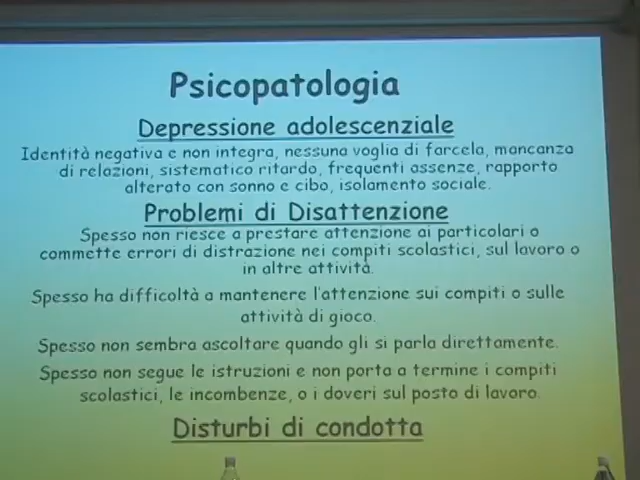 Psicopatologia
Depressione adolescenziale
Identità negativa e non integra, nessuna voglia di farcela, mancanza
di relazioni, sistematico ritardo, frequenti assenze, rapporto
alterato con sonno e cibo, isolamento sociale.
Problemi di Disattenzione
Spesso non riesce a prestare attenzione ai particolari o
commette errori di distrazione nei compiti scolastici, sul lavoro o
in altre attività.
Spesso ha difficoltà a mantenere l'attenzione sui compiti o sulle
attività di gioco.
Spesso non sembra ascoltare quando gli si parla direttamente.
Spesso non segue le istruzioni e non porta a termine i compiti
scolastici, le incombenze, o i doveri sul posto di lavoro.
Disturbi di condotta